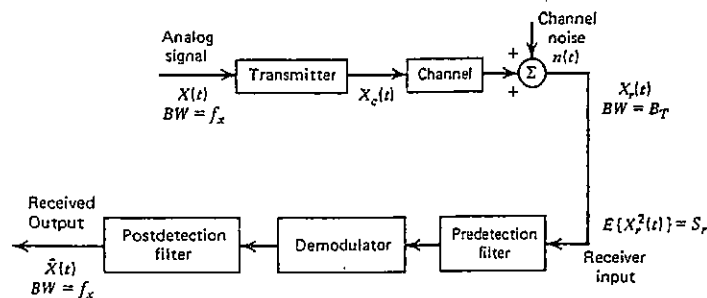 Channel
noise
n(t)
Analog
signal
X(t)
BW = f_x
Transmitter
X_c(t)
Channel
+
+
Σ
X_r(t)
BW = B_T
Received
Output
X̂(t)
BW = f_x
Postdetection
filter
Demodulator
Predetection
filter
E{X_r^2(t)} = S_r
Receiver
input